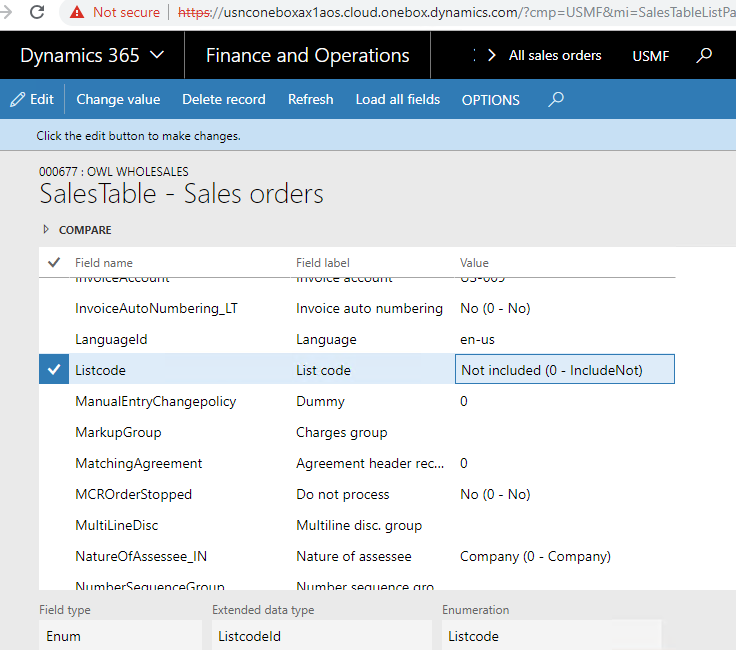 Not secure | https://usnconeboxax1aos.cloud.onebox.dynamics.com/?cmp=USMF&mi=SalesTableListPa
Dynamics 365 Finance and Operations All sales orders USMF
Edit Change value Delete record Refresh Load all fields OPTIONS
Click the edit button to make changes.
000677 : OWL WHOLESALES
SalesTable - Sales orders
COMPARE
Field name Field label Value
InvoiceAccount Invoice account US-009
InvoiceAutoNumbering_LT Invoice auto numbering No (0 - No)
LanguageId Language en-us
Listcode List code Not included (0 - IncludeNot)
ManualEntryChangepolicy Dummy 0
MarkupGroup Charges group
MatchingAgreement Agreement header rec... 0
MCROrderStopped Do not process No (0 - No)
MultiLineDisc Multiline disc. group
NatureOfAssessee_IN Nature of assessee Company (0 - Company)
NumberSequenceGroup Number sequence gro
Field type Extended data type Enumeration
Enum ListcodeId Listcode